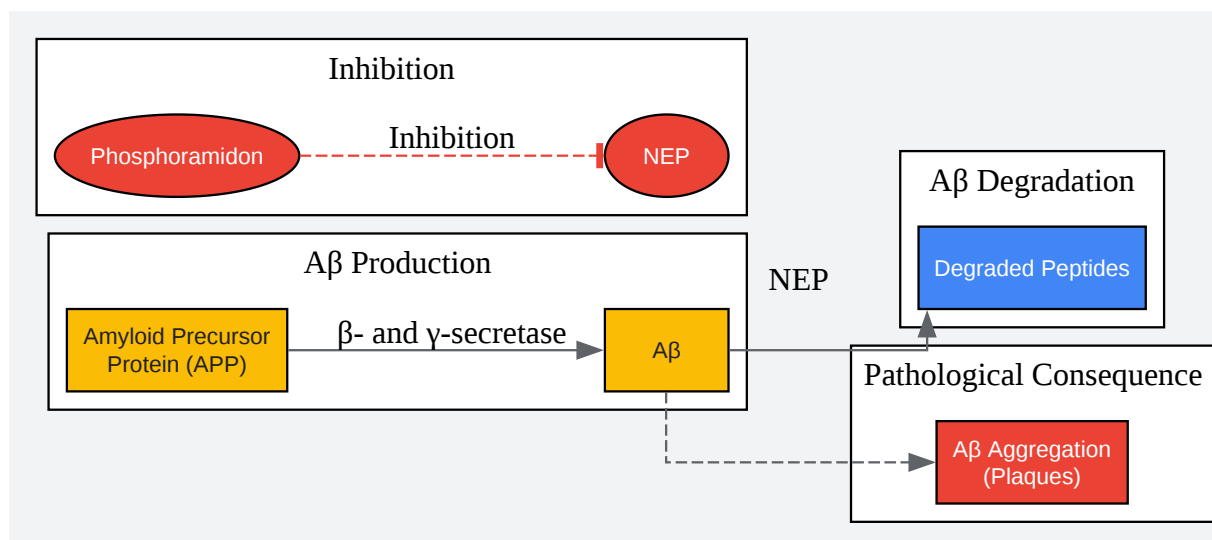 Inhibition
Inhibition
Phosphoramidon
NEP
Aβ Production
β- and γ-secretase
Amyloid Precursor
Protein (APP)
Aβ
NEP
Aβ Degradation
Degraded Peptides
Pathological Consequence
Aβ Aggregation
(Plaques)